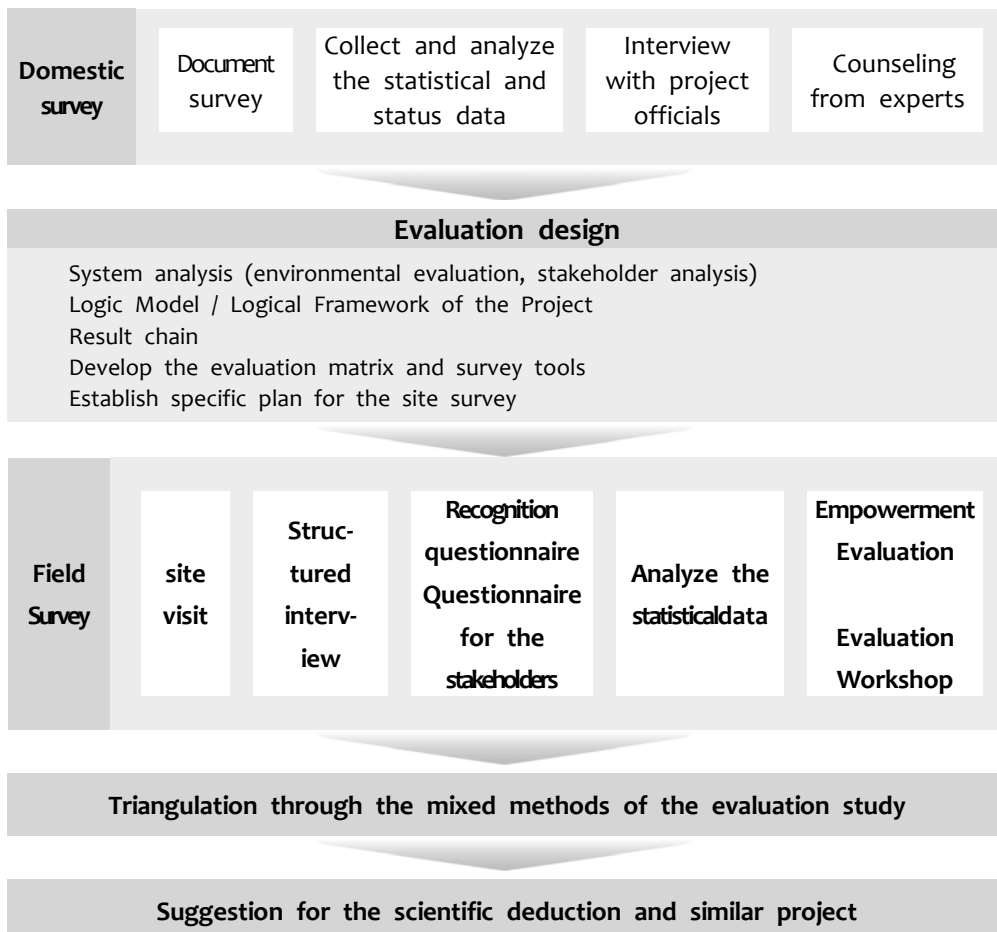 Domestic
survey
Document
survey
Collect and analyze
the statistical and
status data
Interview
with project
officials
Counseling
from experts
Evaluation design
System analysis (environmental evaluation, stakeholder analysis)
Logic Model / Logical Framework of the Project
Result chain
Develop the evaluation matrix and survey tools
Establish specific plan for the site survey
Field
Survey
site
visit
Struc-
tured
interv-
iew
Recognition
questionnaire
Questionnaire
for the
stakeholders
Analyze the
statisticaldata
Empowerment
Evaluation
Evaluation
Workshop
Triangulation through the mixed methods of the evaluation study
Suggestion for the scientific deduction and similar project